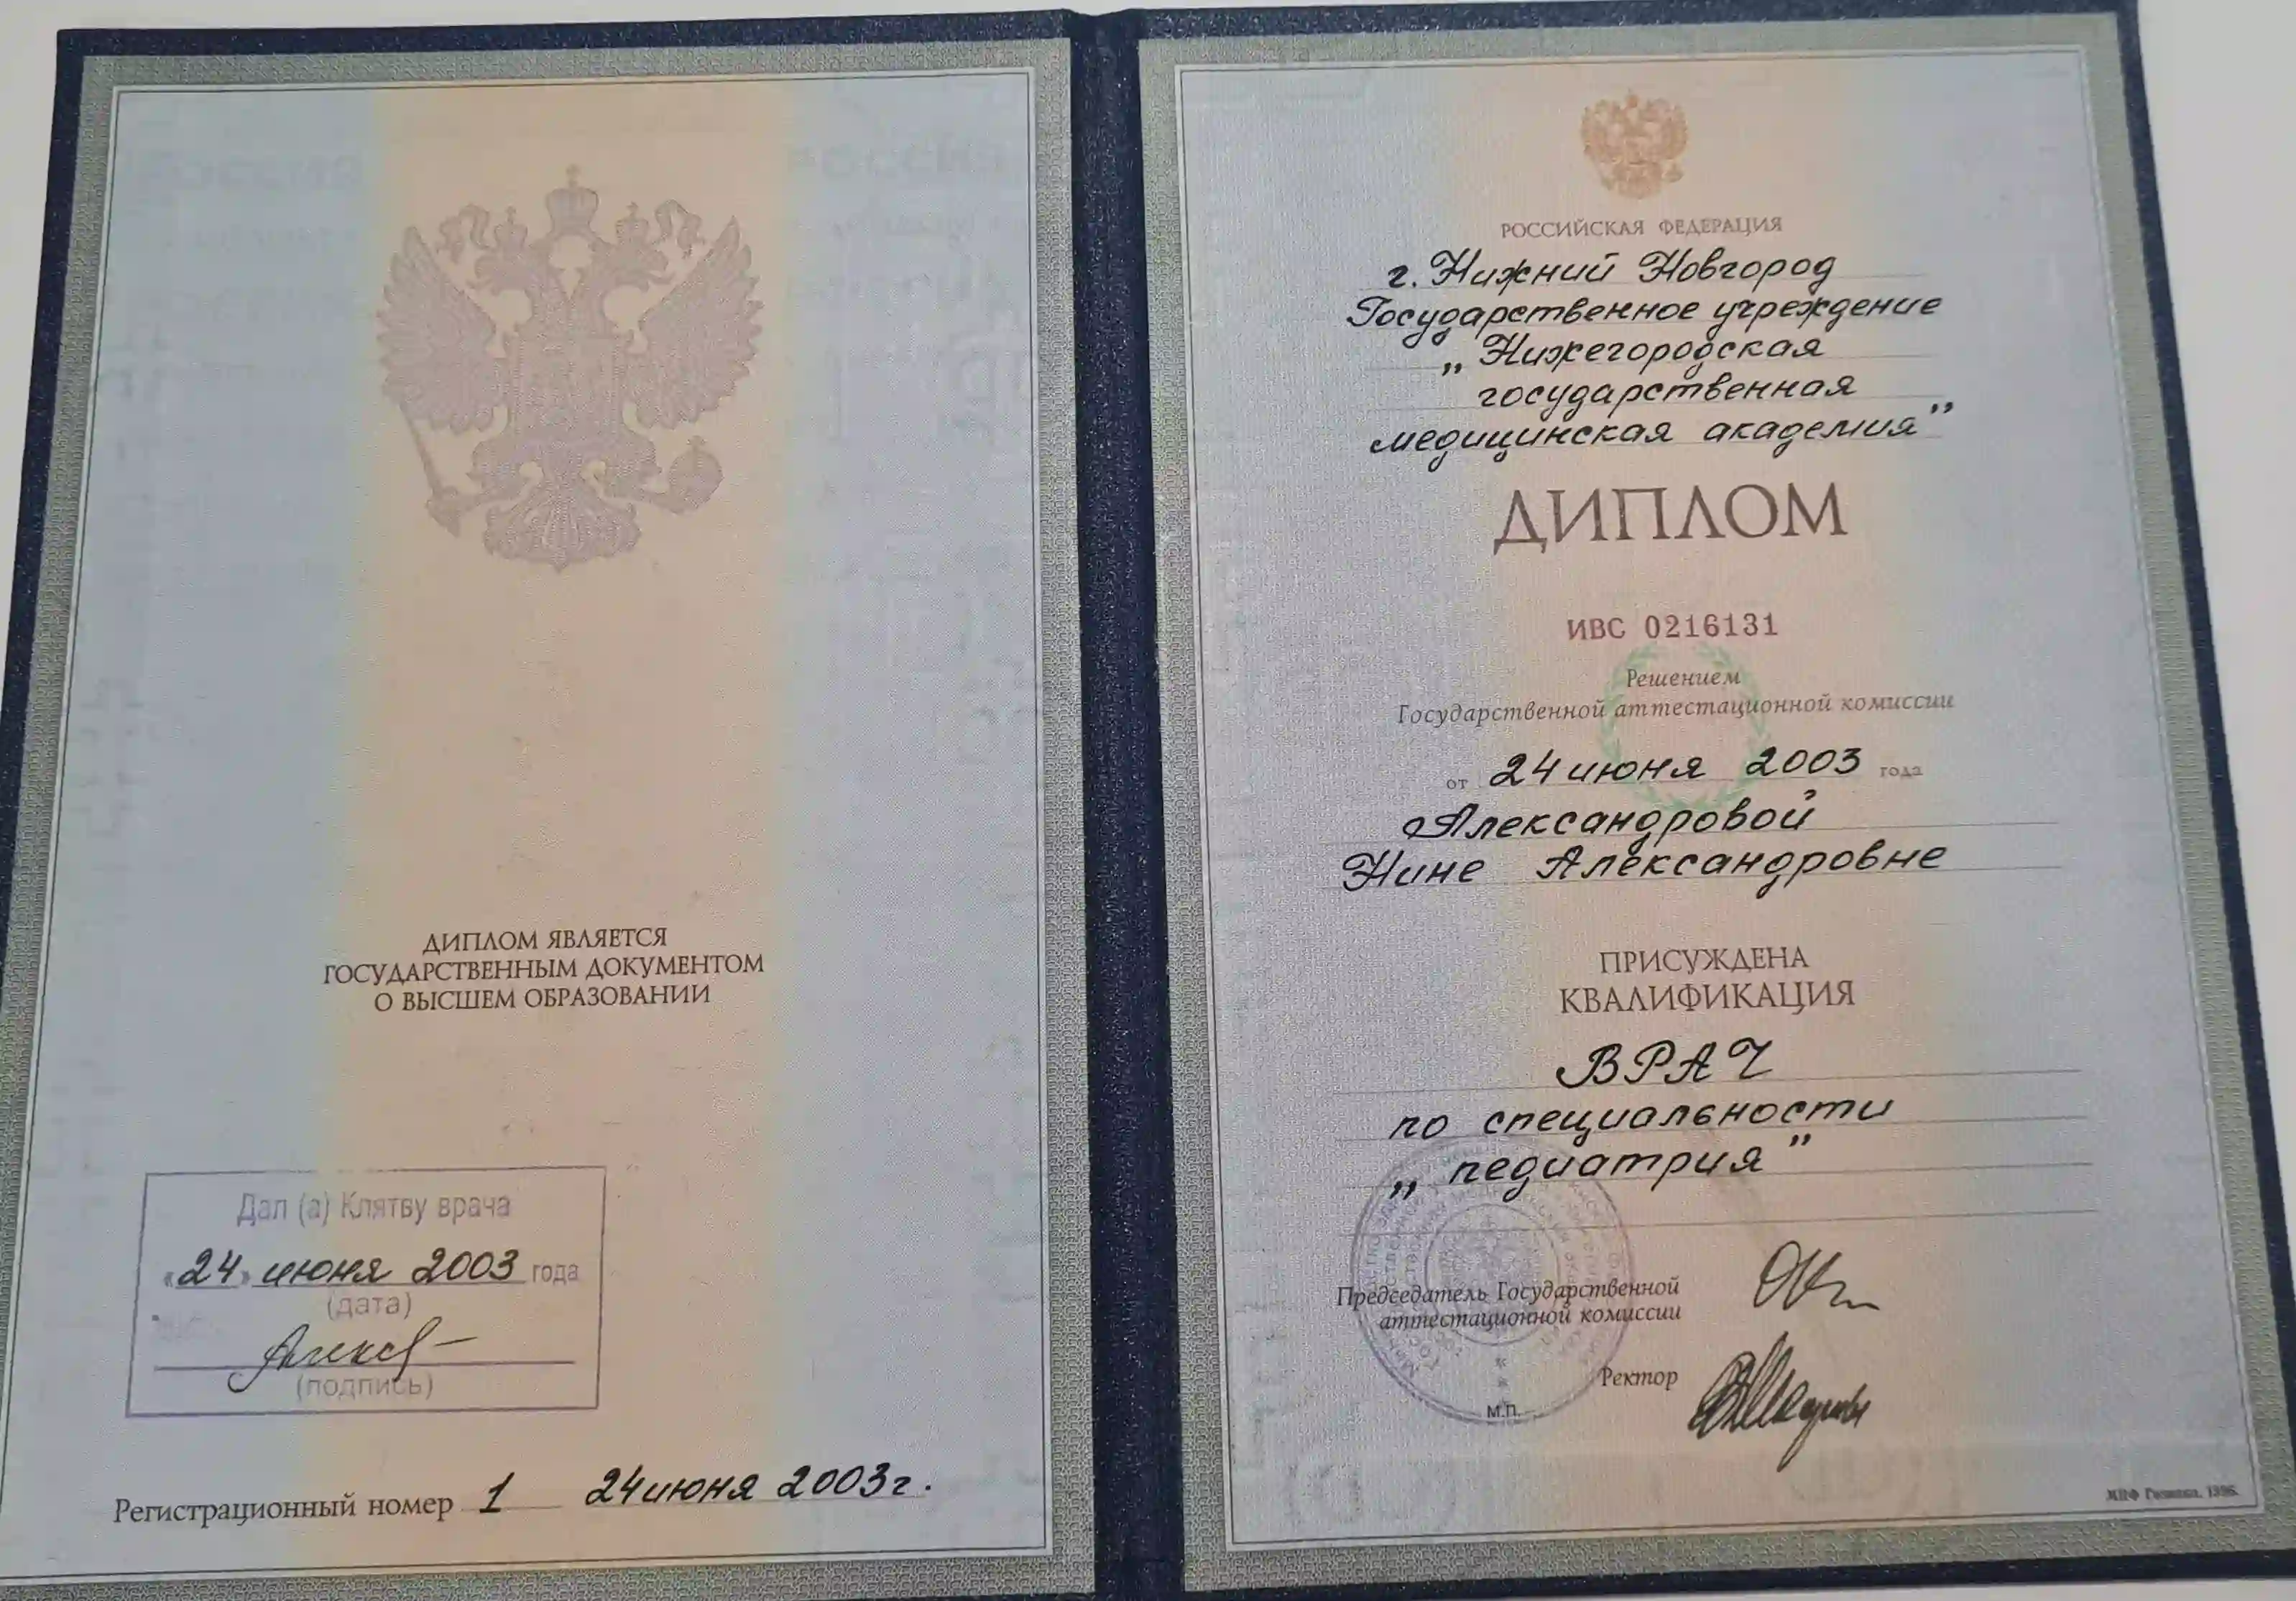 ДИПЛОМ ЯВЛЯЕТСЯ
ГОСУДАРСТВЕННЫМ ДОКУМЕНТОМ
О ВЫСШЕМ ОБРАЗОВАНИИ
Дал (а) Клятву врача
«24» июня 2003 года
(дата)
(подпись)
Регистрационный номер 1 24 июня 2003 г.
РОССИЙСКАЯ ФЕДЕРАЦИЯ
г. Нижний Новгород
Государственное учреждение
„Нижегородская
государственная
медицинская академия”
ДИПЛОМ
ИВС 0216131
Решением
Государственной аттестационной комиссии
от 24 июня 2003 года
Александровой
Нине Александровне
ПРИСУЖДЕНА
КВАЛИФИКАЦИЯ
ВРАЧ
по специальности
„педиатрия”
Председатель Государственной
аттестационной комиссии
Ректор
М.П.